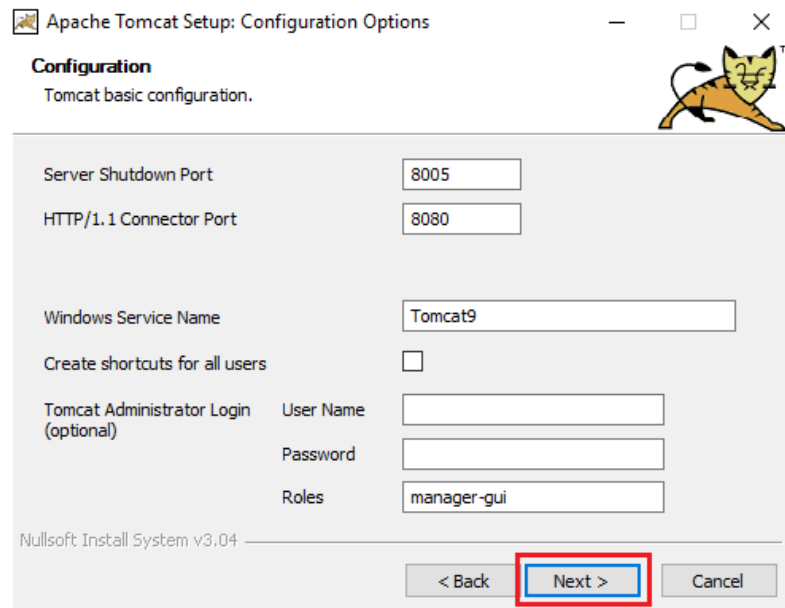 Apache Tomcat Setup: Configuration Options
Configuration
Tomcat basic configuration.
TM
Server Shutdown Port 8005
HTTP/1.1 Connector Port 8080
Windows Service Name Tomcat9
Create shortcuts for all users
Tomcat Administrator Login User Name
(optional)
Password
Roles manager-gui
Nullsoft Install System v3.04
< Back Next > Cancel